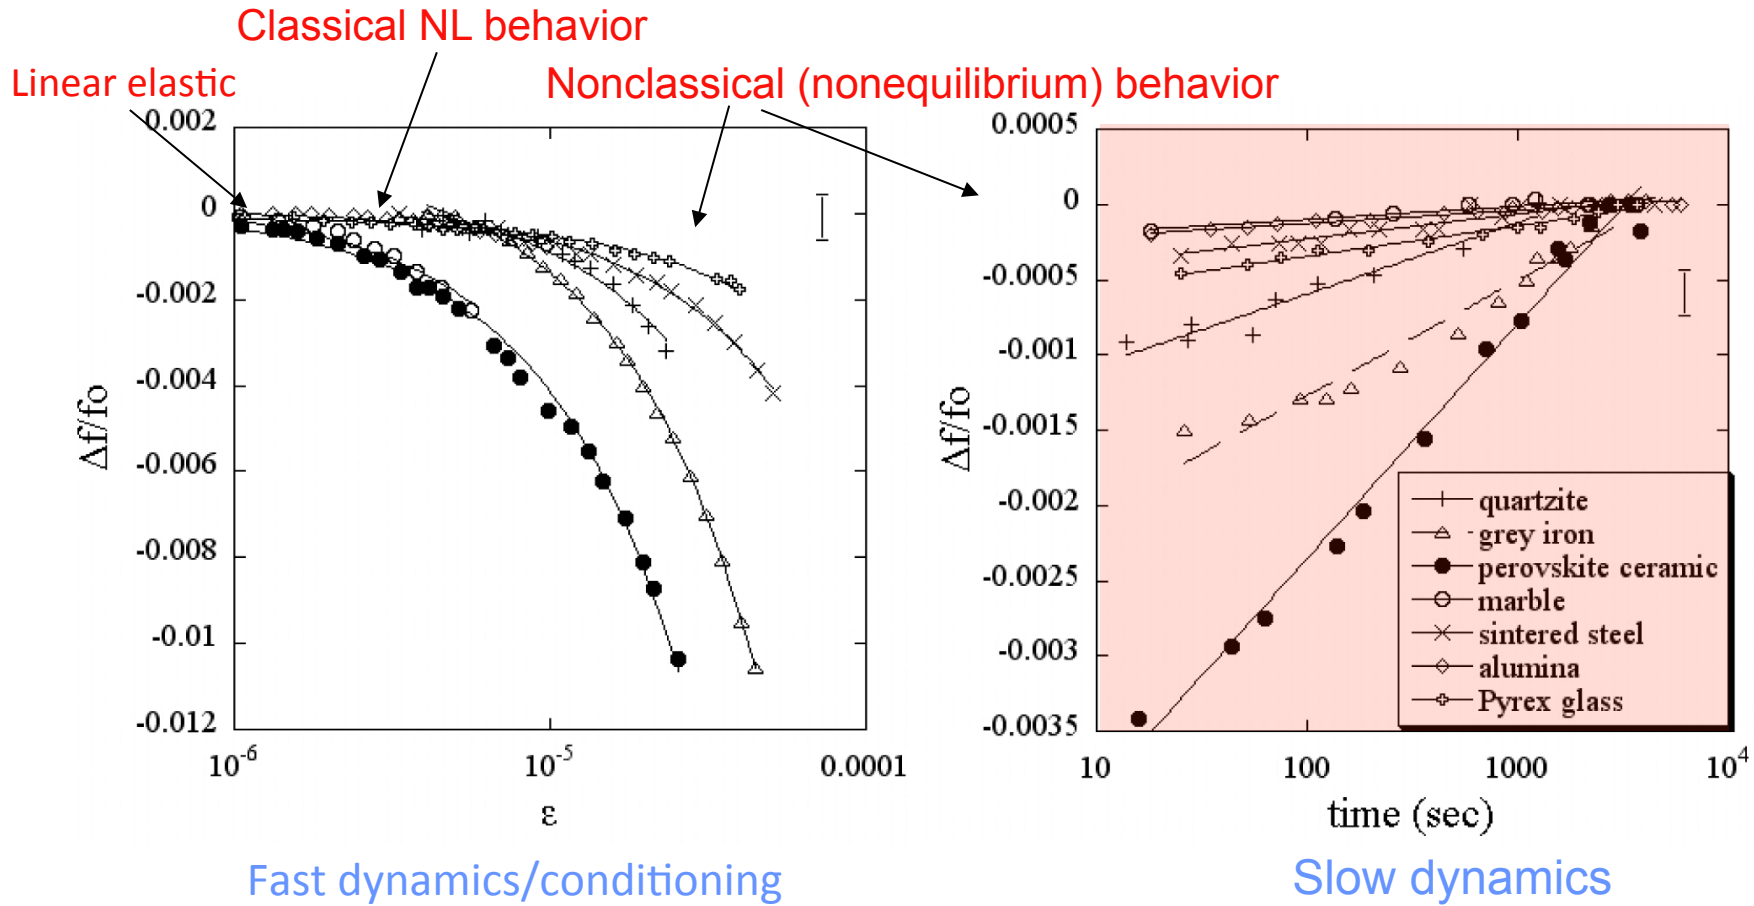 Classical NL behavior
Linear elastic
Nonclassical (nonequilibrium) behavior
0.002
0
-0.002
-0.004
-0.006
-0.008
-0.01
-0.012
Δf/fo
10-6
10-5
0.0001
ε
Fast dynamics/conditioning
0.0005
0
-0.0005
-0.001
-0.0015
-0.002
-0.0025
-0.003
-0.0035
Δf/fo
quartzite
grey iron
perovskite ceramic
marble
sintered steel
alumina
Pyrex glass
10
100
1000
104
time (sec)
Slow dynamics